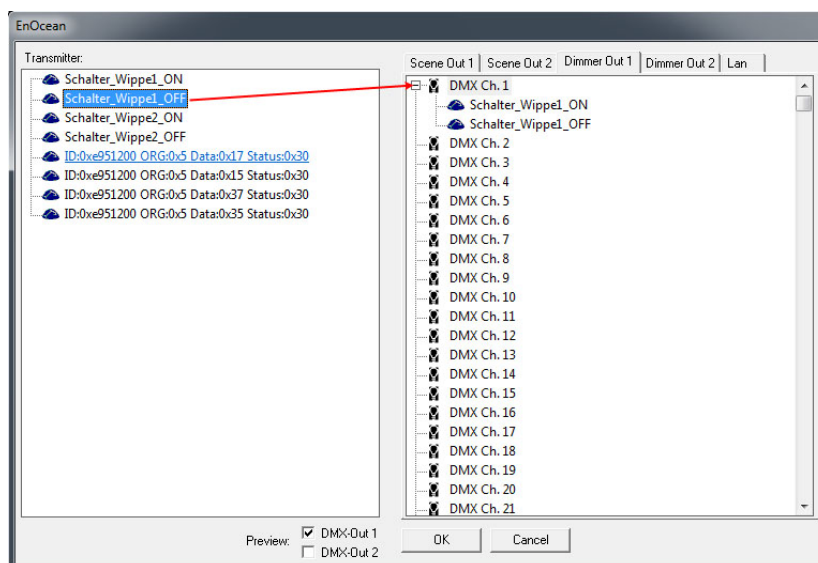 EnOcean
Transmitter:
Schalter_Wippe1_ON
Schalter_Wippe1_OFF
Schalter_Wippe2_ON
Schalter_Wippe2_OFF
ID:0xe951200 ORG:0x5 Data:0x17 Status:0x30
ID:0xe951200 ORG:0x5 Data:0x15 Status:0x30
ID:0xe951200 ORG:0x5 Data:0x37 Status:0x30
ID:0xe951200 ORG:0x5 Data:0x35 Status:0x30
Scene Out 1 Scene Out 2 Dimmer Out 1 Dimmer Out 2 Lan
DMX Ch. 1
Schalter_Wippe1_ON
Schalter_Wippe1_OFF
DMX Ch. 2
DMX Ch. 3
DMX Ch. 4
DMX Ch. 5
DMX Ch. 6
DMX Ch. 7
DMX Ch. 8
DMX Ch. 9
DMX Ch. 10
DMX Ch. 11
DMX Ch. 12
DMX Ch. 13
DMX Ch. 14
DMX Ch. 15
DMX Ch. 16
DMX Ch. 17
DMX Ch. 18
DMX Ch. 19
DMX Ch. 20
DMX Ch. 21
Preview:
DMX-Out 1
DMX-Out 2
OK
Cancel